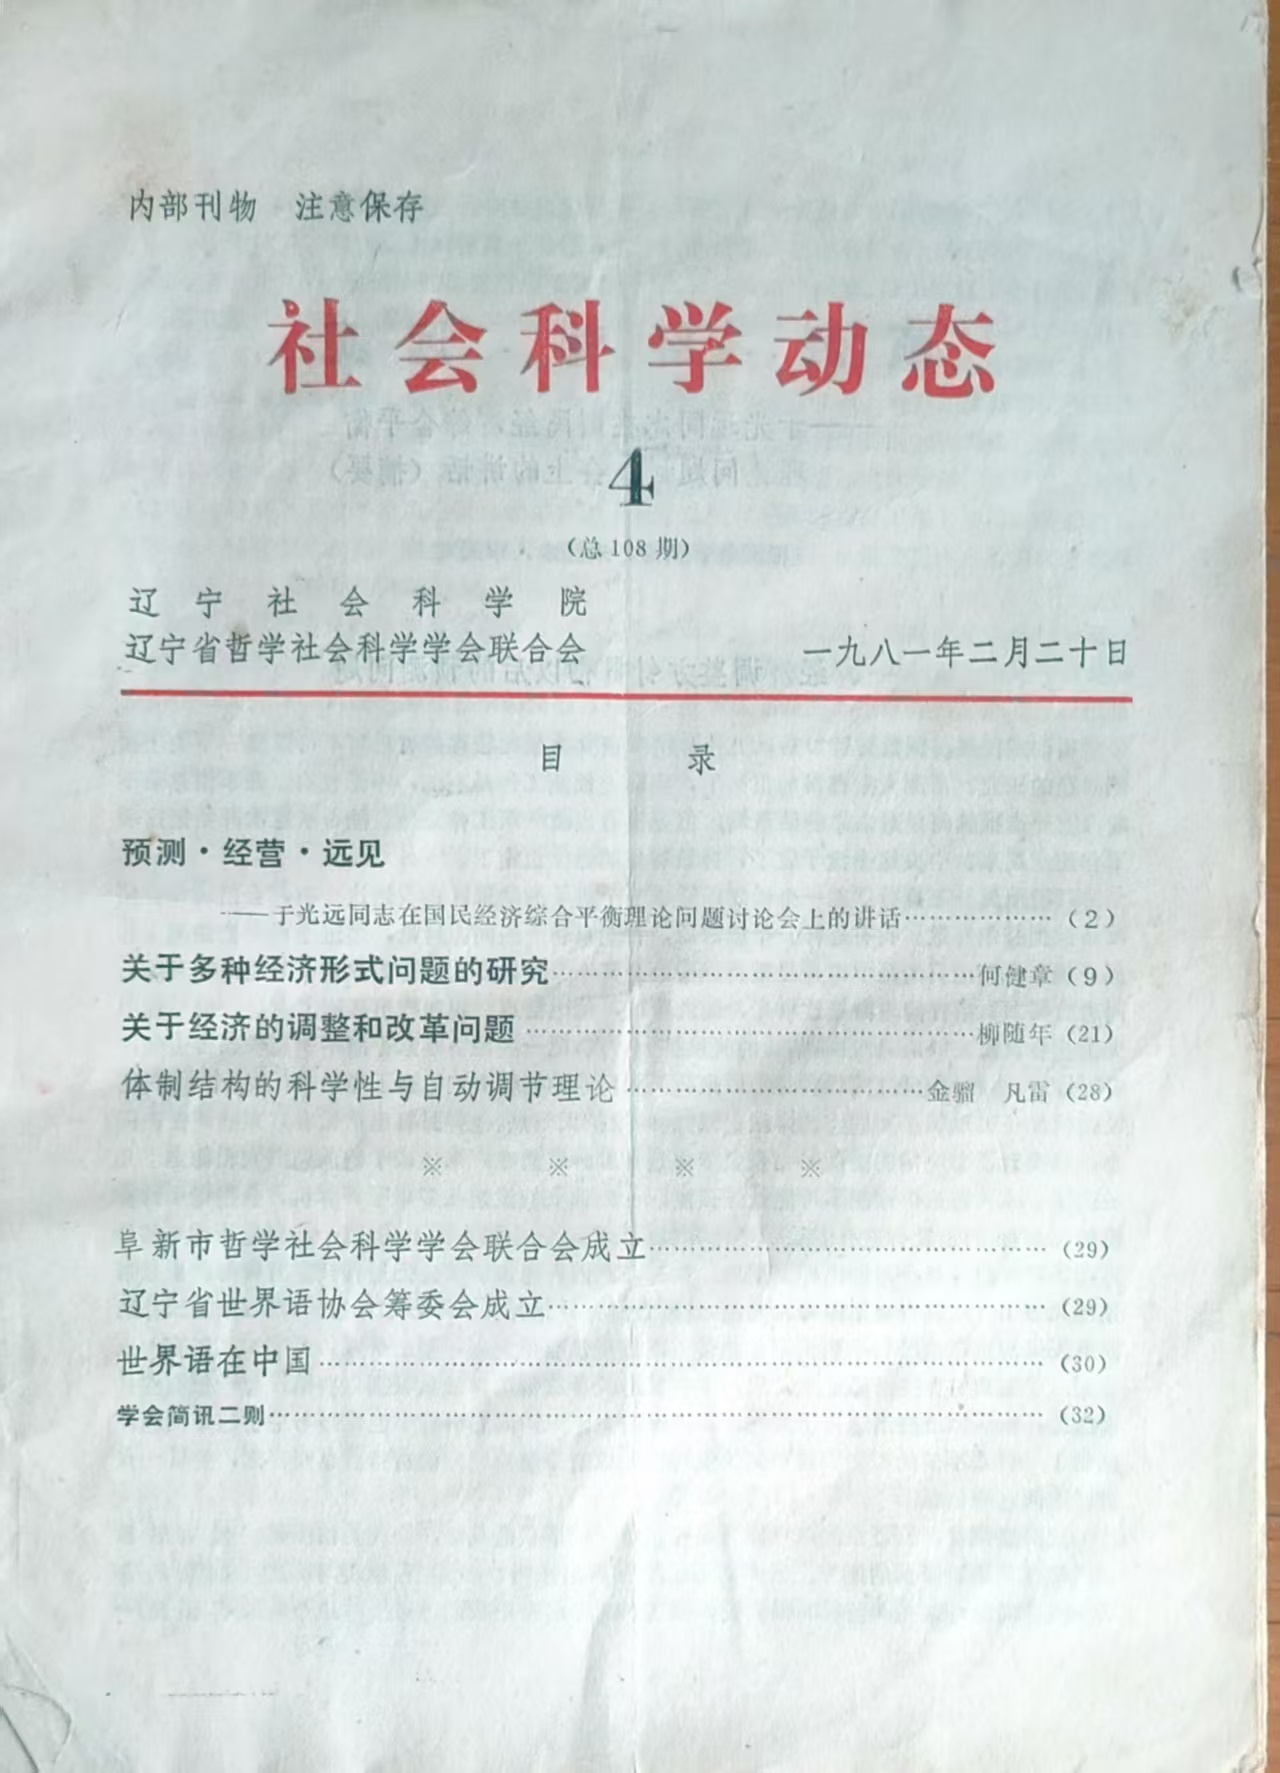 内部刊物　注意保存
社会科学动态
4
（总108期）
辽宁社会科学院
辽宁省哲学社会科学学会联合会　一九八一年二月二十日
目　录
预测·经营·远见
——于光远同志在国民经济综合平衡理论问题讨论会上的讲话……………（2）
关于多种经济形式问题的研究……………何健章（9）
关于经济的调整和改革问题……………柳随年（21）
体制结构的科学性与自动调节理论……………金骝　凡雷（28）
※　※　※　※
阜新市哲学社会科学学会联合会成立……………（29）
辽宁省世界语协会筹委会成立……………（29）
世界语在中国……………（30）
学会简讯二则……………（32）